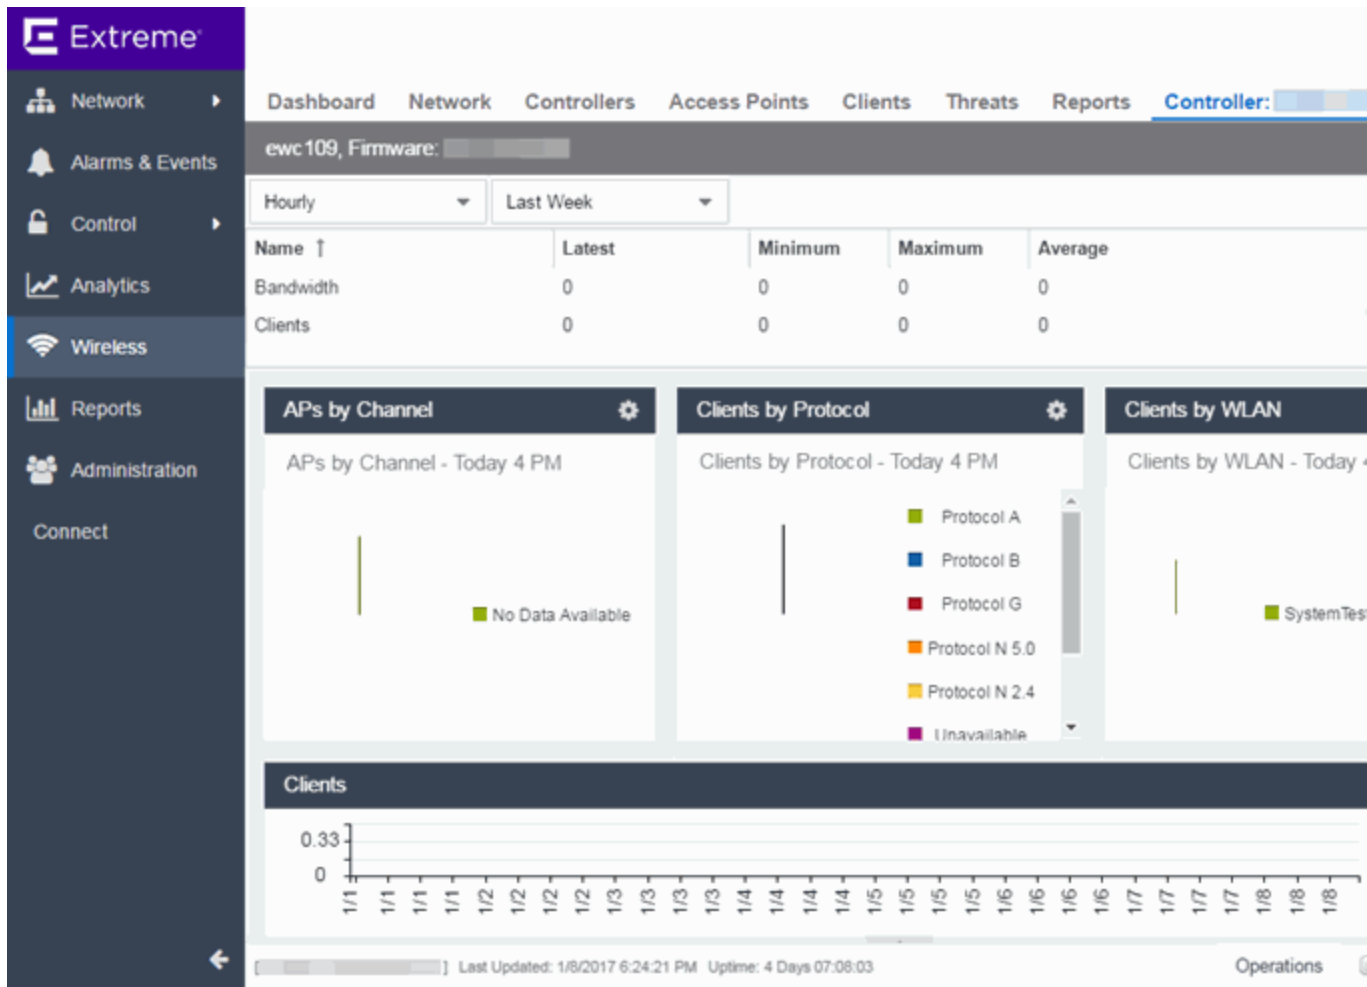 Extreme
Network
Alarms & Events
Control
Analytics
Wireless
Reports
Administration
Connect
Dashboard Network Controllers Access Points Clients Threats Reports Controller:
ewc109, Firmware:
Hourly Last Week
Name ↑ Latest Minimum Maximum Average
Bandwidth 0 0 0 0
Clients 0 0 0 0
APs by Channel
APs by Channel - Today 4 PM
No Data Available
Clients by Protocol
Clients by Protocol - Today 4 PM
Protocol A
Protocol B
Protocol G
Protocol N 5.0
Protocol N 2.4
Unavailable
Clients by WLAN
Clients by WLAN - Today
SystemTest
Clients
0.33
0
1/1 1/1 1/1 1/1 1/2 1/2 1/2 1/2 1/3 1/3 1/3 1/3 1/4 1/4 1/4 1/4 1/5 1/5 1/5 1/5 1/6 1/6 1/6 1/6 1/7 1/7 1/7 1/7 1/8 1/8 1/8
[ ] Last Updated: 1/8/2017 6:24:21 PM Uptime: 4 Days 07:08:03
Operations